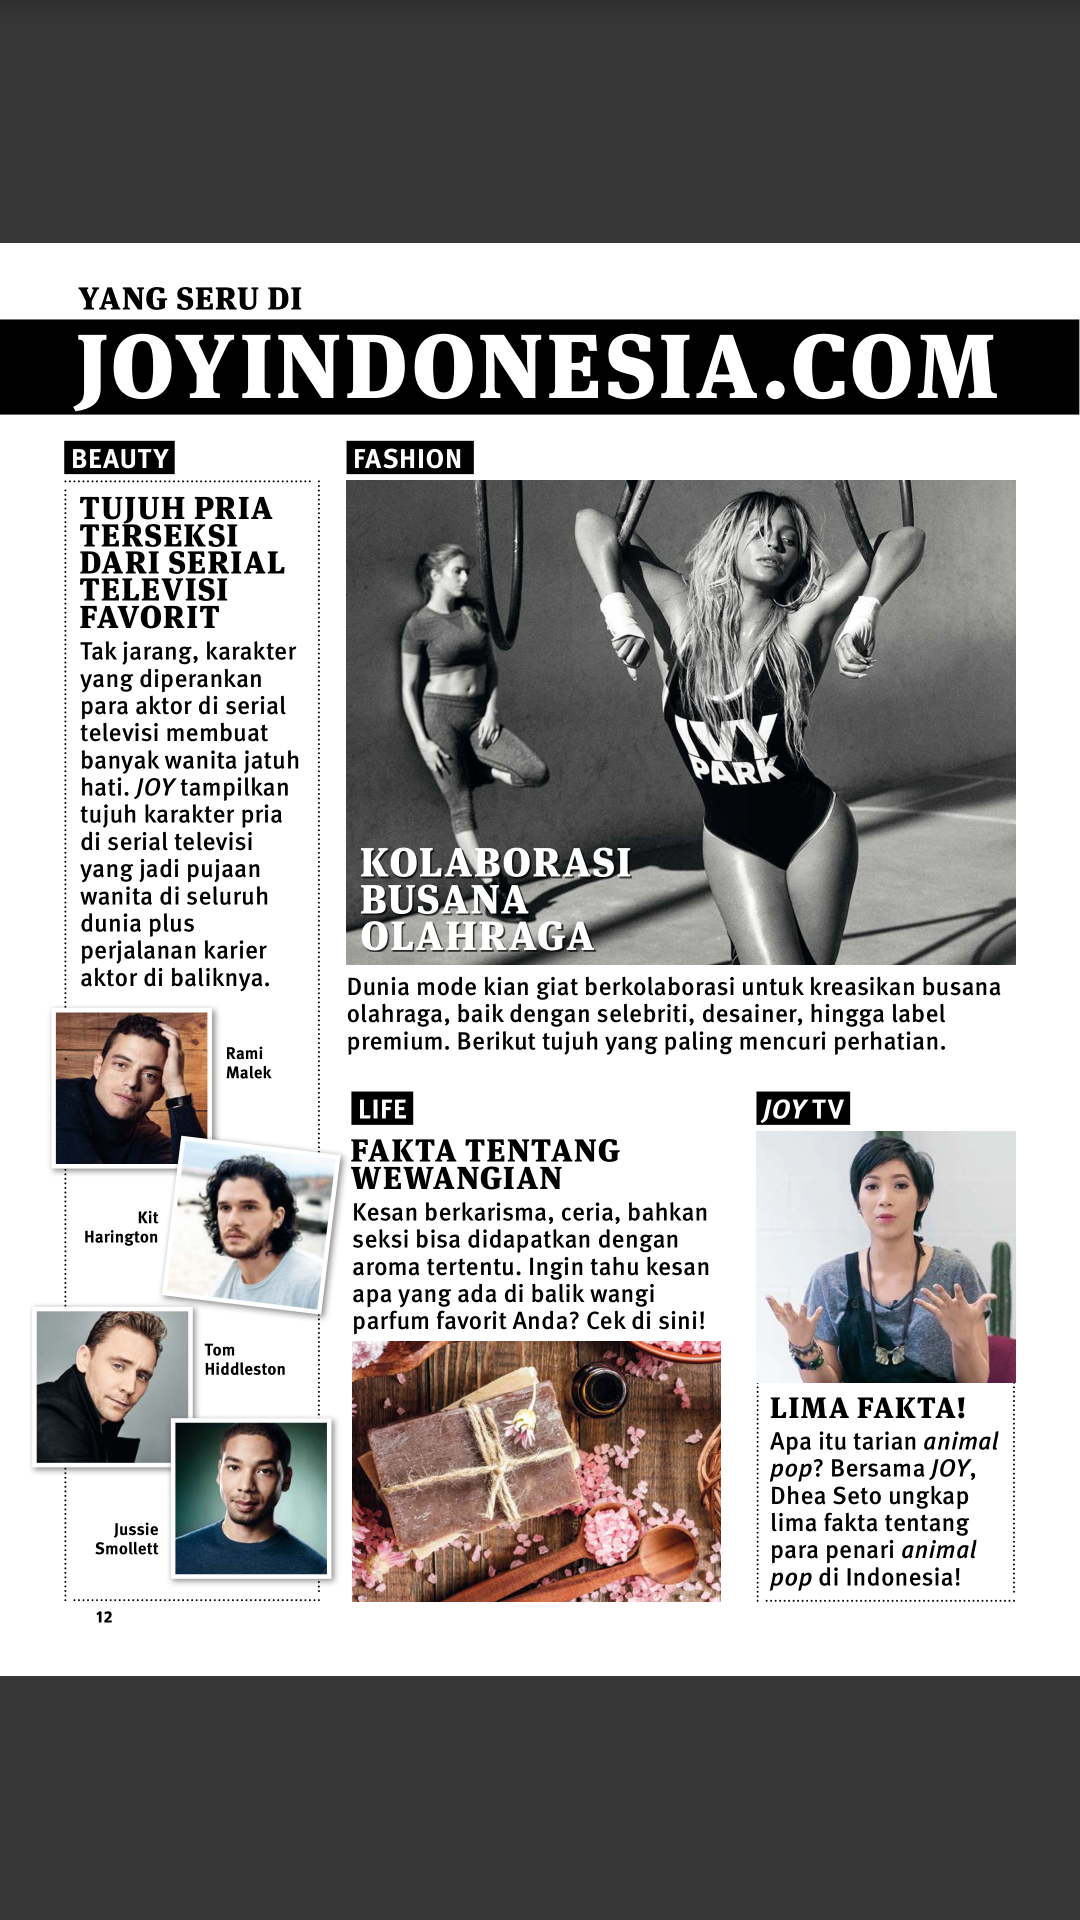 YANG SERU DI
JOYINDONESIA.COM
BEAUTY
TUJUH PRIA
TERSEKSI
DARI SERIAL
TELEVISI
FAVORIT
Tak jarang, karakter
yang diperankan
para aktor di serial
televisi membuat
banyak wanita jatuh
hati. JOY tampilkan
tujuh karakter pria
di serial televisi
yang jadi pujaan
wanita di seluruh
dunia plus
perjalanan karier
aktor di baliknya.
Rami
Malek
Kit
Harington
Tom
Hiddleston
Jussie
Smollett
FASHION
IVY
PARK
KOLABORASI
BUSANA
OLAHRAGA
Dunia mode kian giat berkolaborasi untuk kreasikan busana
olahraga, baik dengan selebriti, desainer, hingga label
premium. Berikut tujuh yang paling mencuri perhatian.
LIFE
FAKTA TENTANG
WEWANGIAN
Kesan berkarisma, ceria, bahkan
seksi bisa didapatkan dengan
aroma tertentu. Ingin tahu kesan
apa yang ada di balik wangi
parfum favorit Anda? Cek di sini!
JOY TV
LIMA FAKTA!
Apa itu tarian animal
pop? Bersama JOY,
Dhea Seto ungkap
lima fakta tentang
para penari animal
pop di Indonesia!
12